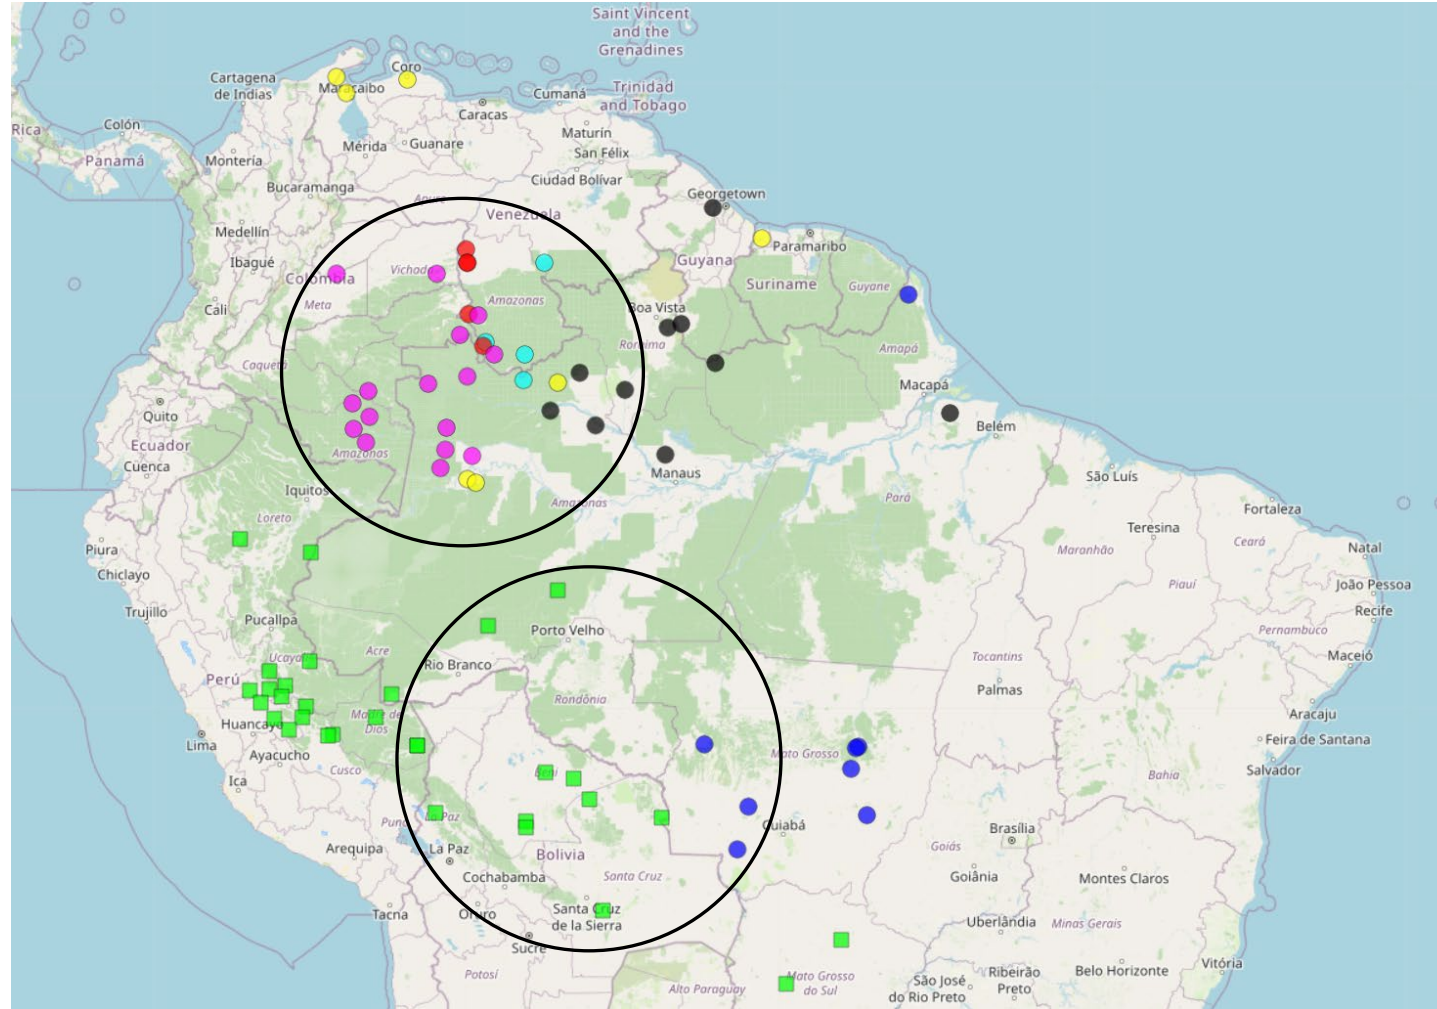 Saint Vincent
and the
Grenadines
Coro
Cartagena
de Indias
Maracaibo
Trinidad
and Tobago
Cumaná
Caracas
Rica
Colón
Maturín
Mérida
Guanare
San Félix
Panamá
Montería
Ciudad Bolívar
Bucaramanga
Apure
Georgetown
Venezuela
Medellín
Paramaribo
Ibagué
Guyana
Colombia
Vichada
Suriname
Guyane
Meta
Amazonas
Cali
Boa Vista
Roraima
Amapá
Caqueta
Macapá
Quito
Belém
Ecuador
Amazonas
Cuenca
Manaus
São Luís
Iquitos
Amazonas
Pará
Fortaleza
Loreto
Teresina
Piura
Maranhão
Ceará
Natal
Chiclayo
Piauí
João Pessoa
Trujillo
Recife
Pucallpa
Porto Velho
Pernambuco
Acre
Ucayali
Rio Branco
Tocantins
Maceió
Perú
Rondônia
Palmas
Madre de
Dios
Aracaju
Huancayo
Lima
Mato Grosso
Feira de Santana
Ayacucho
Cusco
Beni
Bahia
Salvador
Ica
Puno
La Paz
Cuiabá
Brasília
Arequipa
La Paz
Bolivia
Goiás
Cochabamba
Santa Cruz
Goiânia
Montes Claros
Tacna
Oruro
Santa Cruz
de la Sierra
Uberlândia
Minas Gerais
Sucre
Vitória
Potosí
Mato Grosso
do Sul
Ribeirão
Preto
Belo Horizonte
Alto Paraguay
São José
do Rio Preto